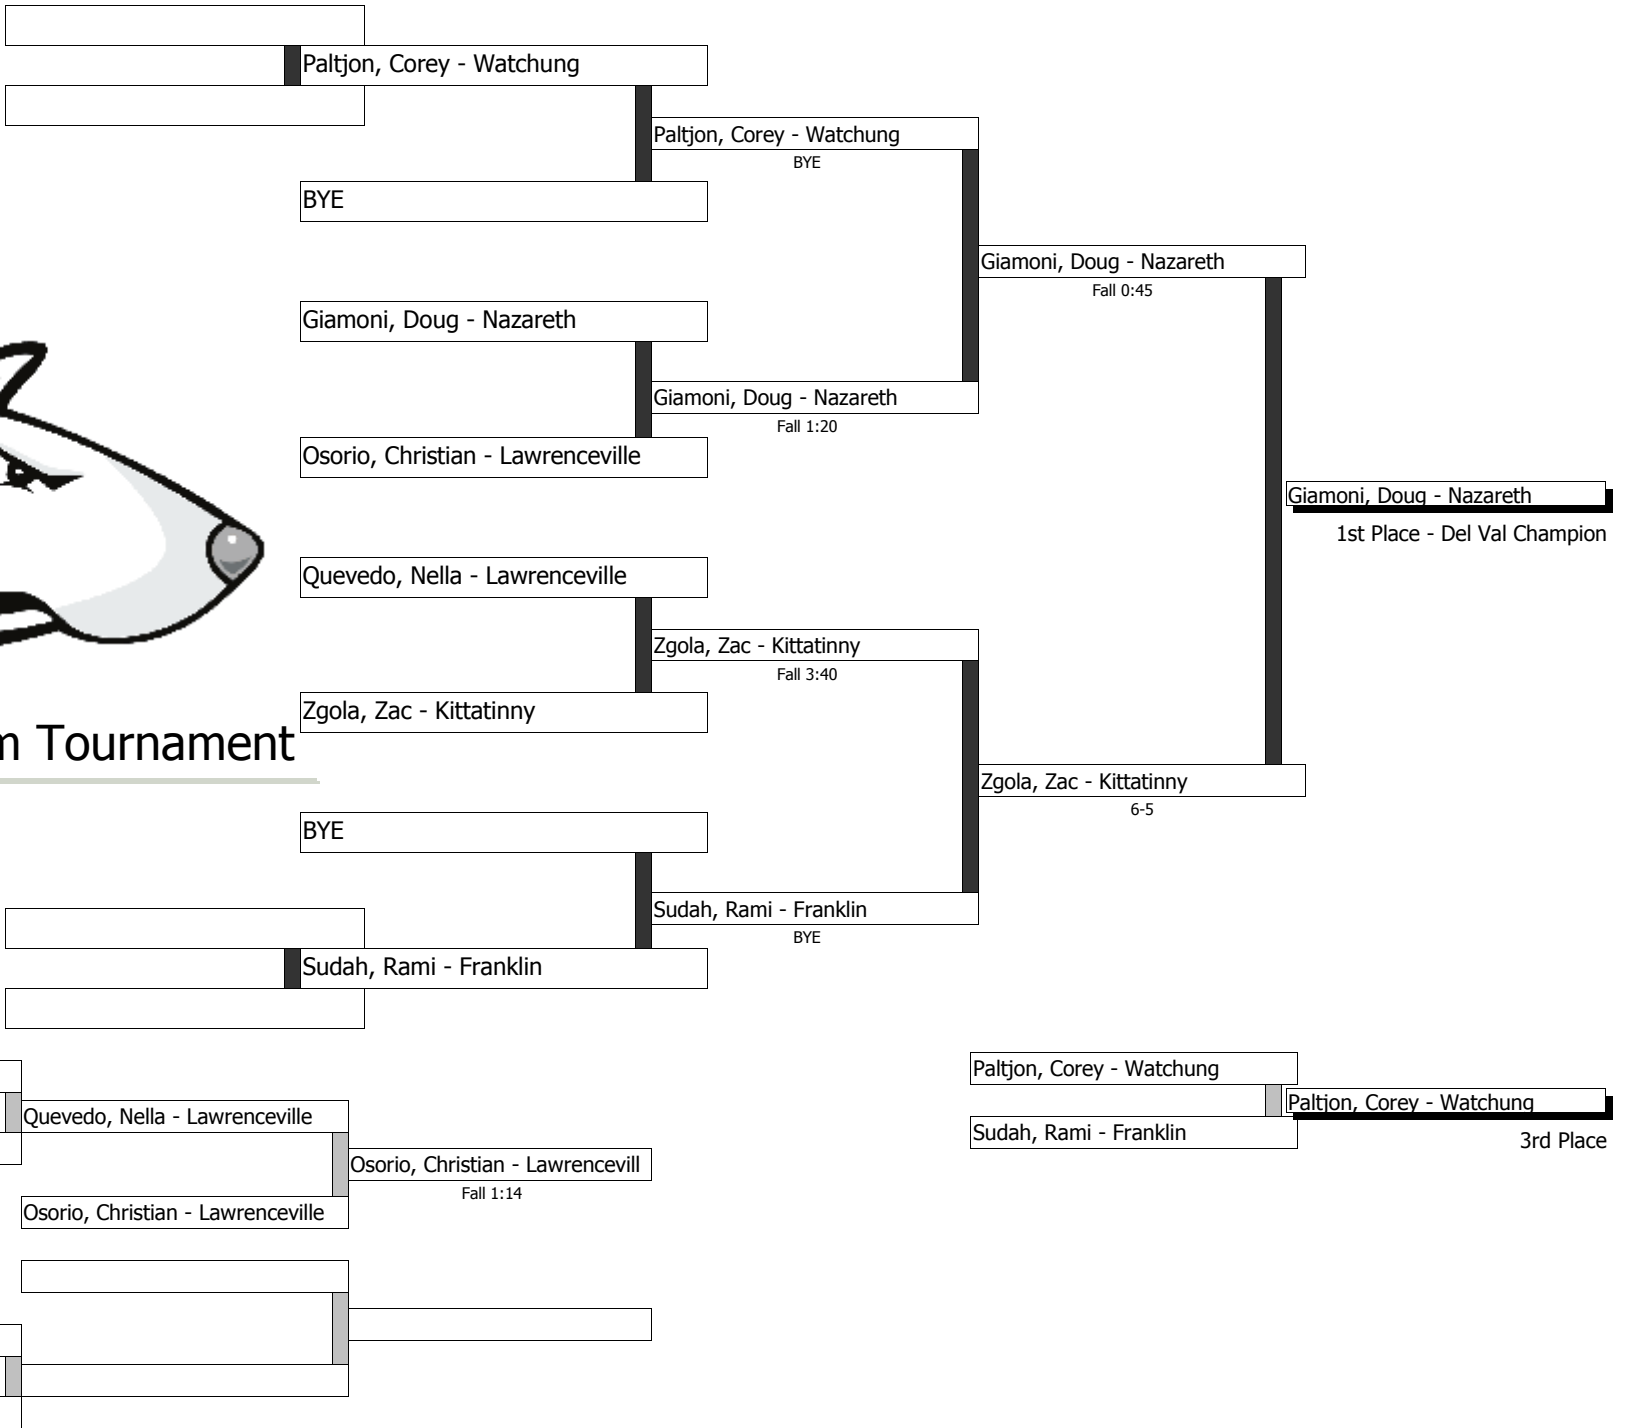 Paltjon, Corey - Watchung
Paltjon, Corey - Watchung
BYE
BYE
Giamoni, Doug - Nazareth
Fall 0:45
Giamoni, Doug - Nazareth
Giamoni, Doug - Nazareth
Fall 1:20
Osorio, Christian - Lawrenceville
Giamoni, Doug - Nazareth
1st Place - Del Val Champion
Quevedo, Nella - Lawrenceville
Zgola, Zac - Kittatinny
Fall 3:40
Zgola, Zac - Kittatinny
m Tournament
Zgola, Zac - Kittatinny
6-5
BYE
Sudah, Rami - Franklin
BYE
Sudah, Rami - Franklin
Paltjon, Corey - Watchung
Paltjon, Corey - Watchung
Sudah, Rami - Franklin
3rd Place
Quevedo, Nella - Lawrenceville
Osorio, Christian - Lawrencevill
Fall 1:14
Osorio, Christian - Lawrenceville